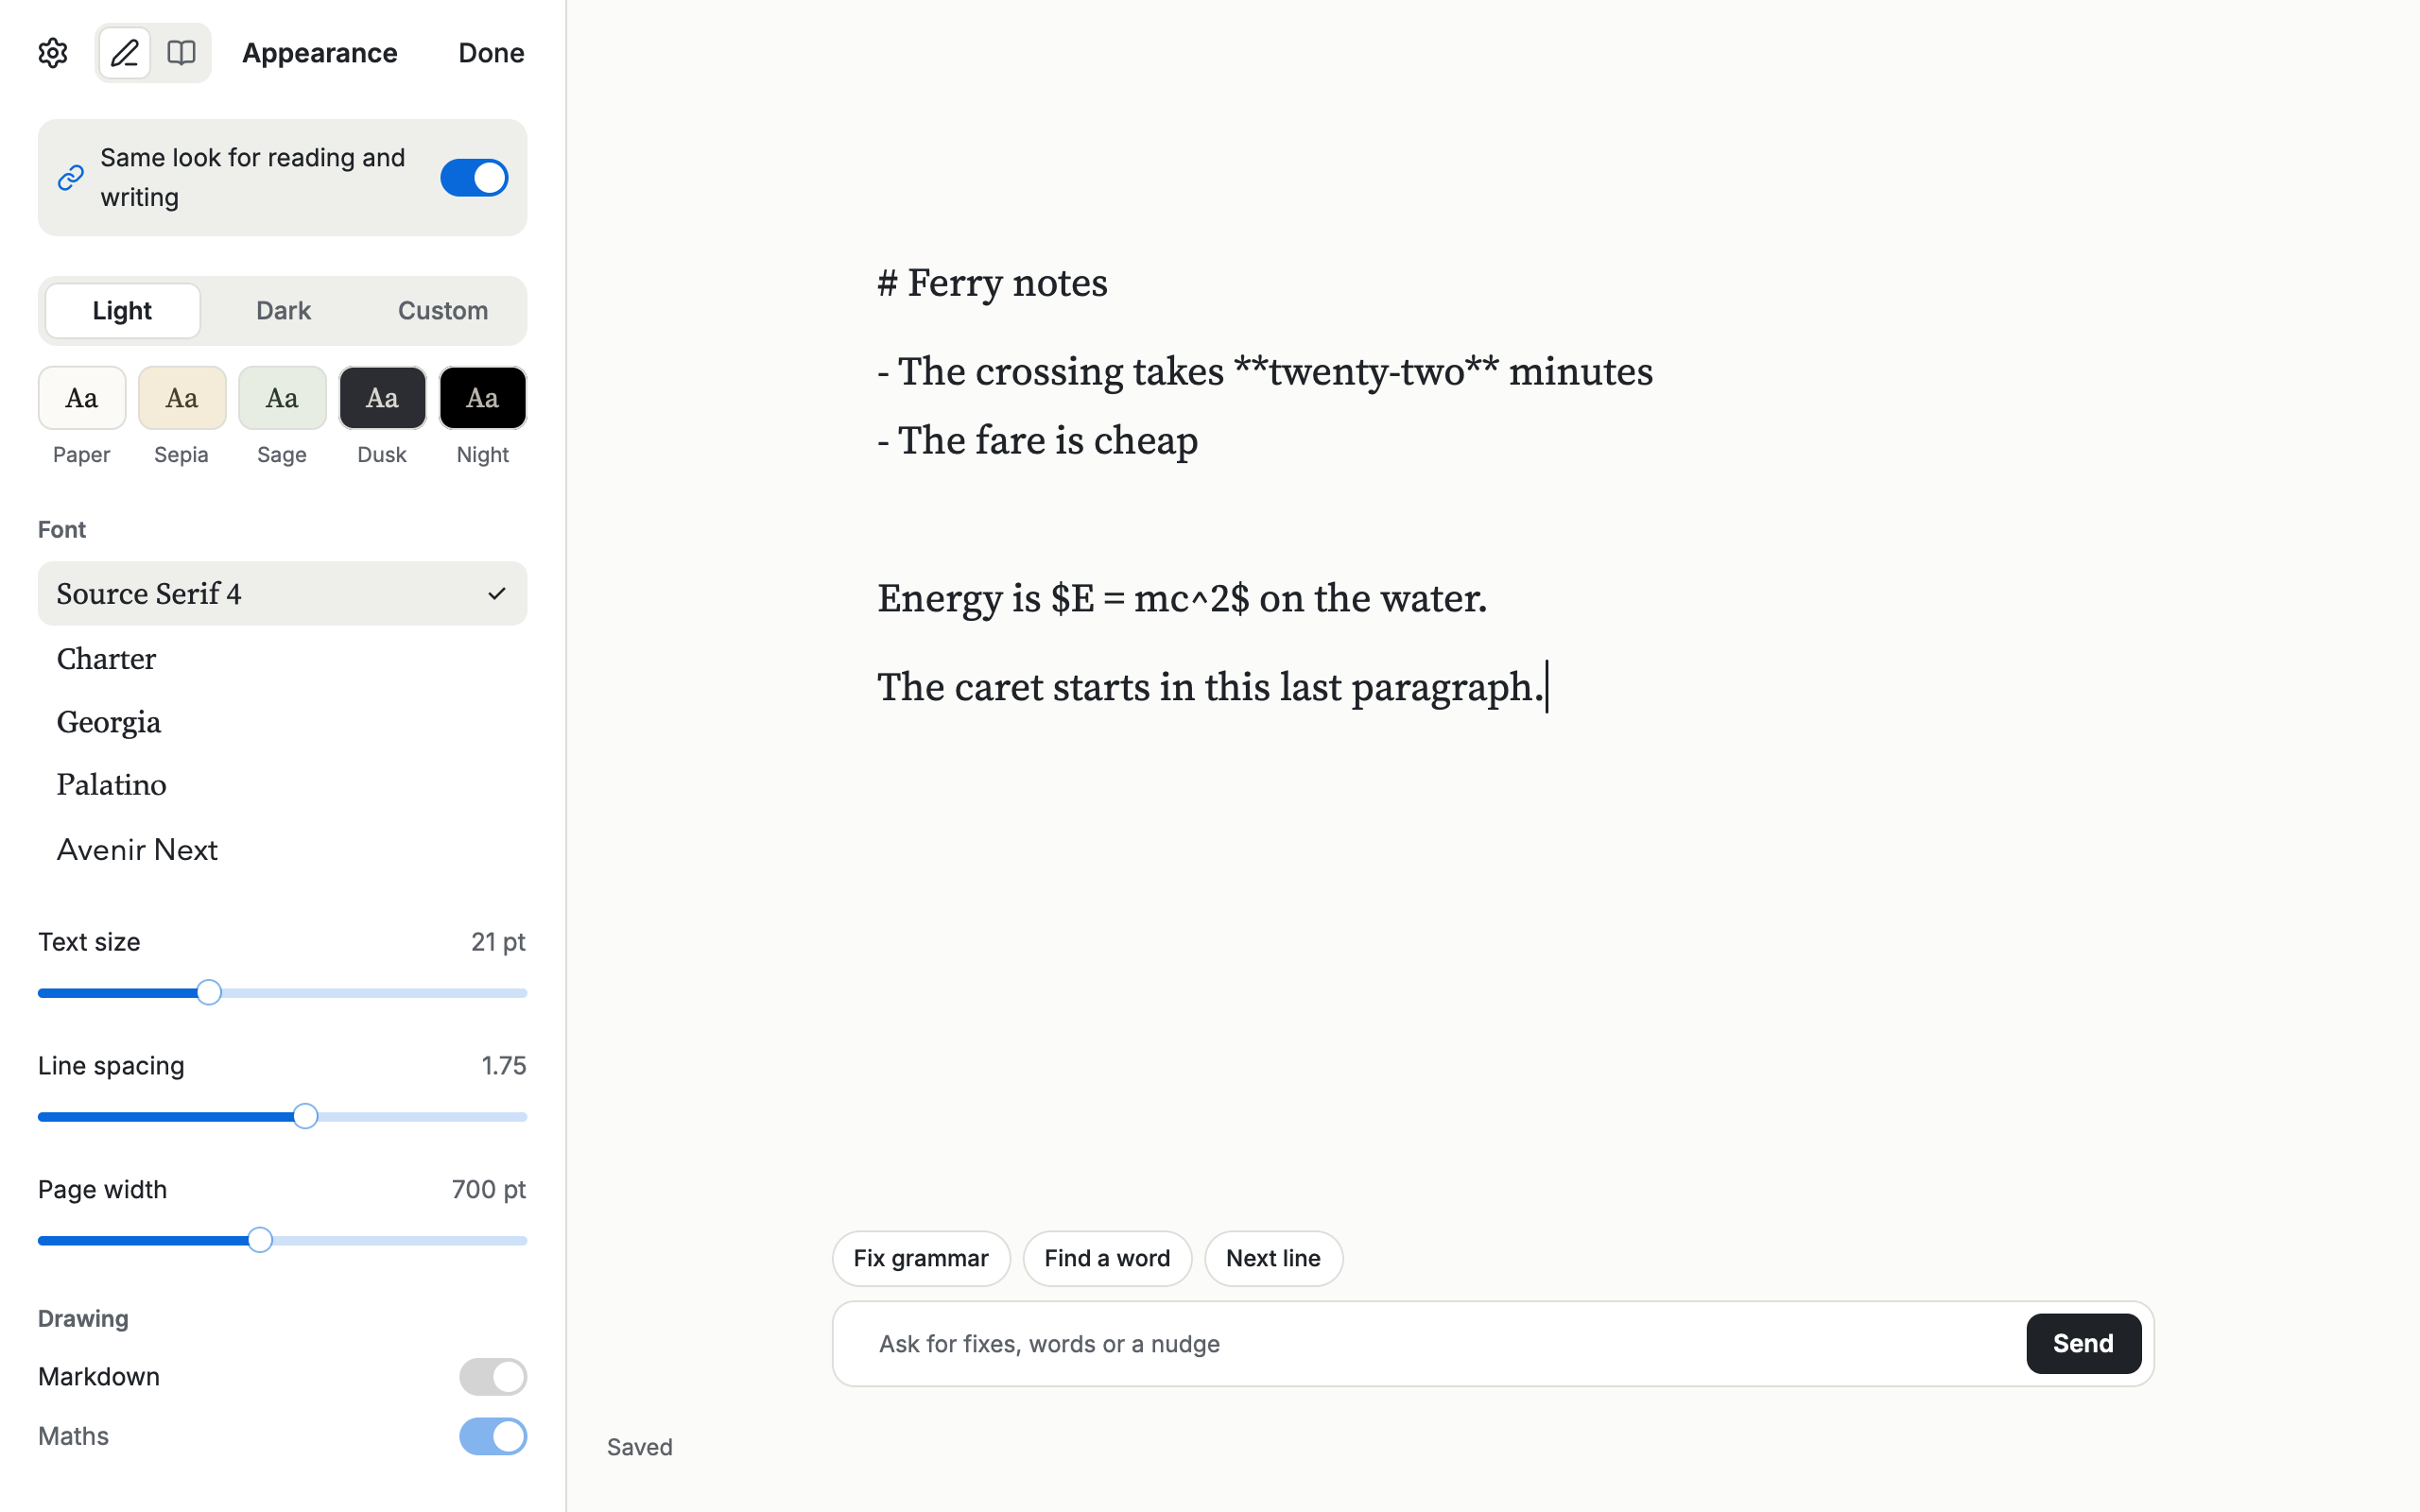 Appearance
Done
Same look for reading and
writing
Light
Dark
Custom
Aa
Aa
Aa
Aa
Aa
Paper
Sepia
Sage
Dusk
Night
Font
Source Serif 4
Charter
Georgia
Palatino
Avenir Next
Text size
21 pt
Line spacing
1.75
Page width
700 pt
Drawing
Markdown
Maths
# Ferry notes
- The crossing takes **twenty-two** minutes
- The fare is cheap
Energy is $E = mc^2$ on the water.
The caret starts in this last paragraph.
Fix grammar
Find a word
Next line
Ask for fixes, words or a nudge
Send
Saved